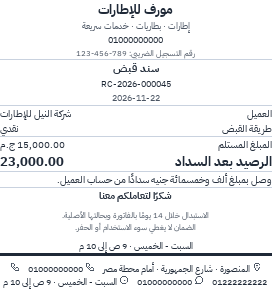 مورف للإطارات
إطارات · بطاريات · خدمات سريعة
01000000000
رقم التسجيل الضريبي: 789-456-123
سند قبض
RC-2026-000045
2026-11-22
العميل شركة النيل للإطارات
طريقة القبض نقدي
المبلغ المستلم 15,000.00 ج.م
الرصيد بعد السداد 23,000.00
وصل بمبلغ ألف وخمسمائة جنيه سدادًا من حساب العميل.
شكرًا لتعاملكم معنا
الاستبدال خلال 14 يومًا بالفاتورة وبحالتها الأصلية.
الضمان لا يغطي سوء الاستخدام أو الحفر.
السبت - الخميس · 9 ص إلى 10 م
المنصورة · شارع الجمهورية · أمام محطة مصر 01000000000
01222222222 01000000000 السبت - الخميس · 9 ص إلى 10 م